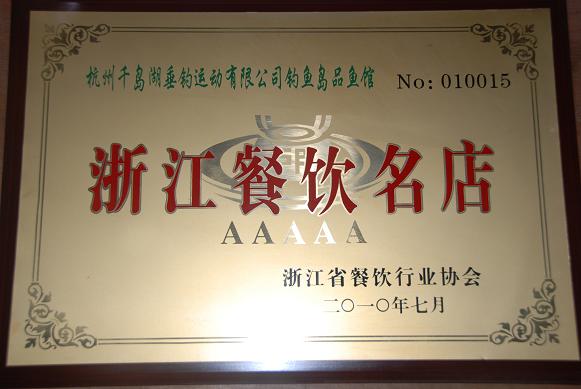 杭州千岛湖垂钓运动有限公司钓鱼岛品鱼馆 No: 010015
浙江餐饮名店
AAAAA
浙江省餐饮行业协会
二〇一〇年七月